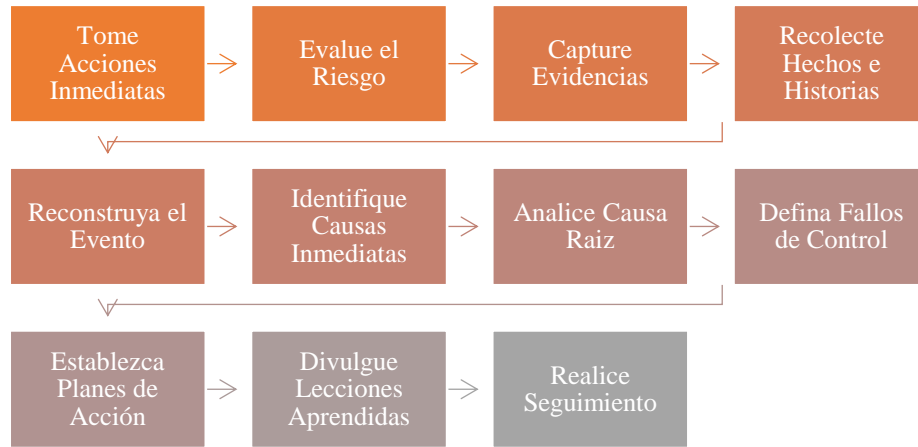 Tome
Acciones
Inmediatas
Evalue el
Riesgo
Capture
Evidencias
Recolecte
Hechos e
Historias
Reconstruya el
Evento
Identifique
Causas
Inmediatas
Analice Causa
Raiz
Defina Fallos
de Control
Establezca
Planes de
Acción
Divulgue
Lecciones
Aprendidas
Realice
Seguimiento